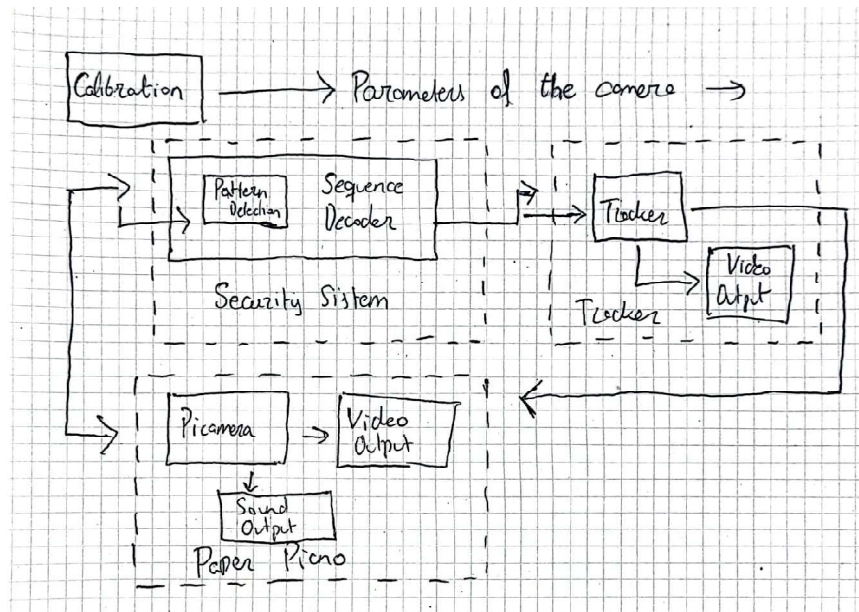 Calibration
Parameters of the camera
Pattern
Detection
Sequence
Decoder
Security Sistem
Tracker
Video
Output
Tracker
Picamera
Video
Output
Sound
Output
Paper Piano